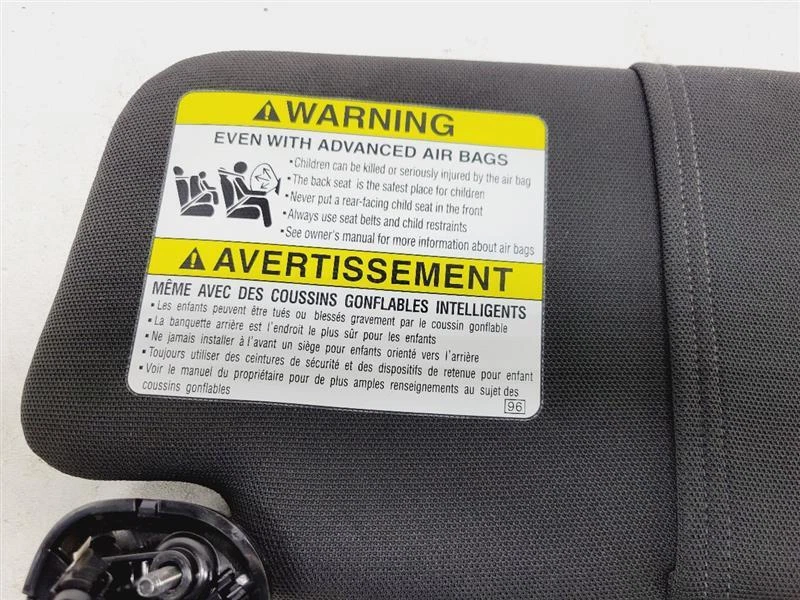 ⚠WARNING
EVEN WITH ADVANCED AIR BAGS
•Children can be killed or seriously injured by the air bag
•The back seat is the safest place for children
•Never put a rear-facing child seat in the front
•Always use seat belts and child restraints
•See owner's manual for more information about air bags
⚠AVERTISSEMENT
MÊME AVEC DES COUSSINS GONFLABLES INTELLIGENTS
• Les enfants peuvent être tués ou blessés gravement par le coussin gonflable
• La banquette arrière est l'endroit le plus sûr pour les enfants
• Ne jamais installer à l'avant un siège pour enfants orienté vers l'arrière
• Toujours utiliser des ceintures de sécurité et des dispositifs de retenue pour enfant
• Voir le manuel du propriétaire pour de plus amples renseignements au sujet des
coussins gonflables
96